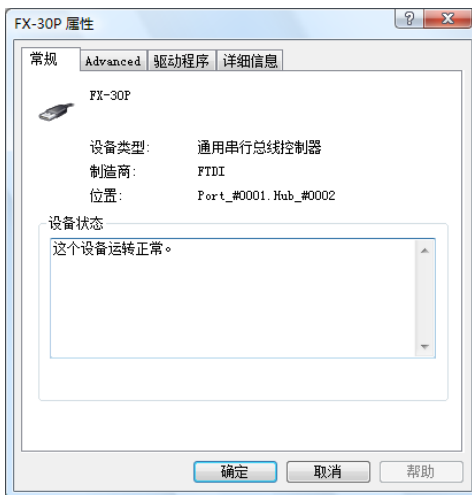 FX-30P 属性
常规 Advanced 驱动程序 详细信息
FX-30P
设备类型: 通用串行总线控制器
制造商: FTDI
位置: Port_#0001.Hub_#0002
设备状态
这个设备运转正常。
确定 取消 帮助